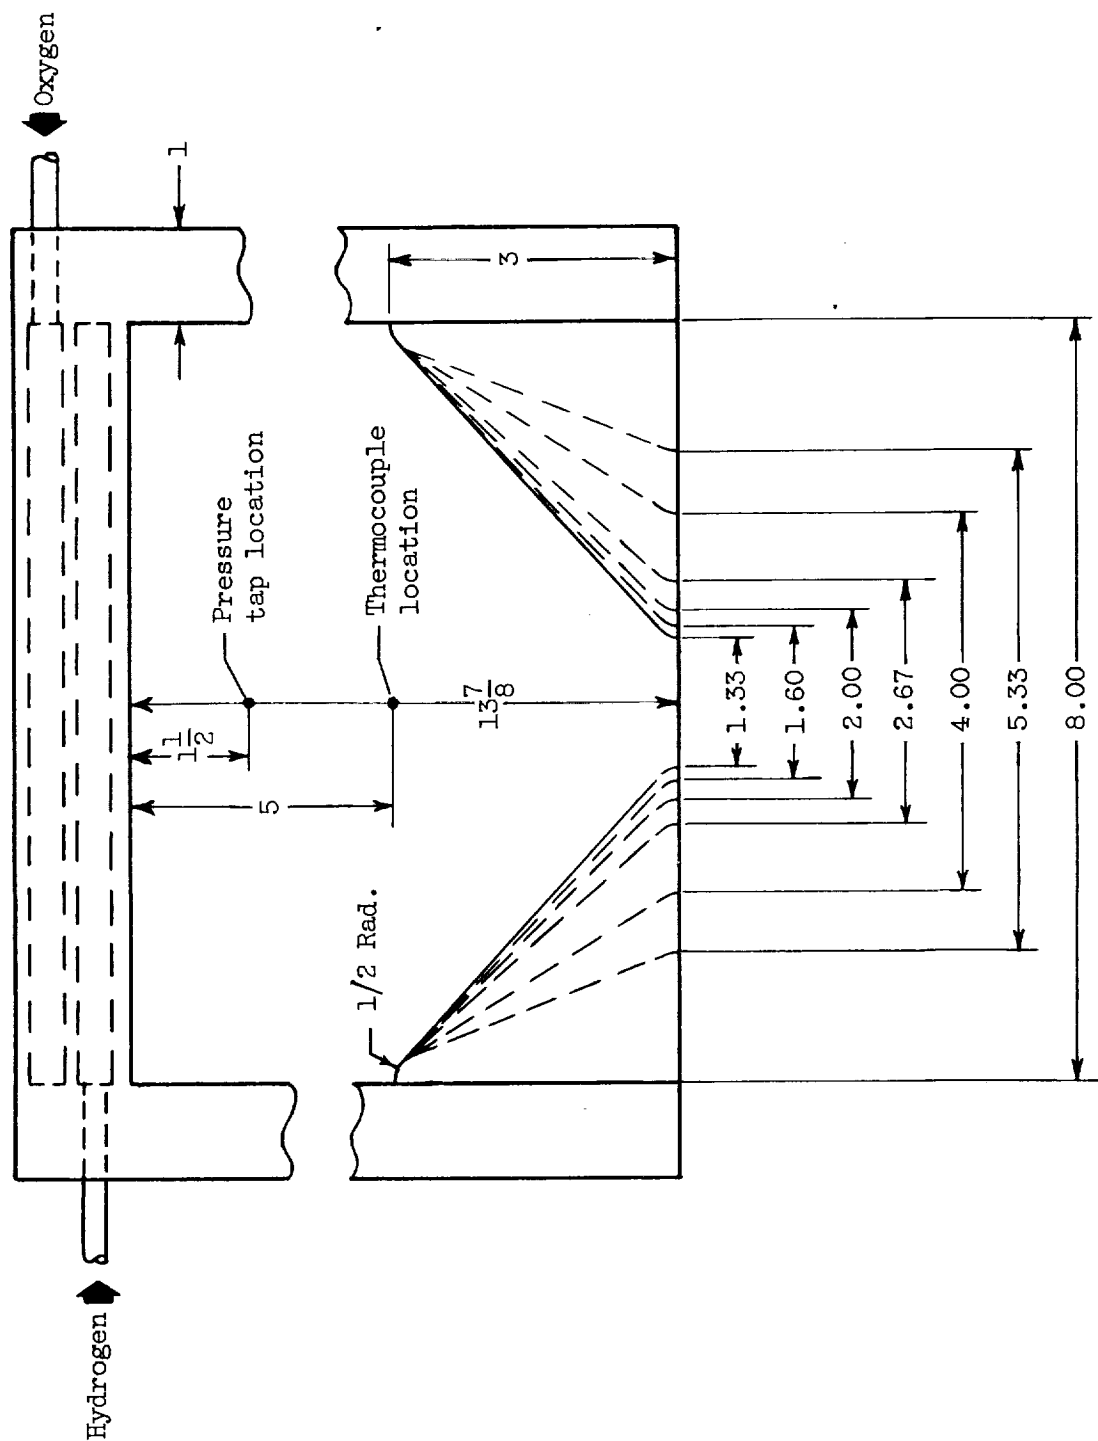 Oxygen
Hydrogen
1
Pressure
tap location
1 1/2
Thermocouple
location
5
13 7/8
1/2 Rad.
3
1.33
1.60
2.00
2.67
4.00
5.33
8.00